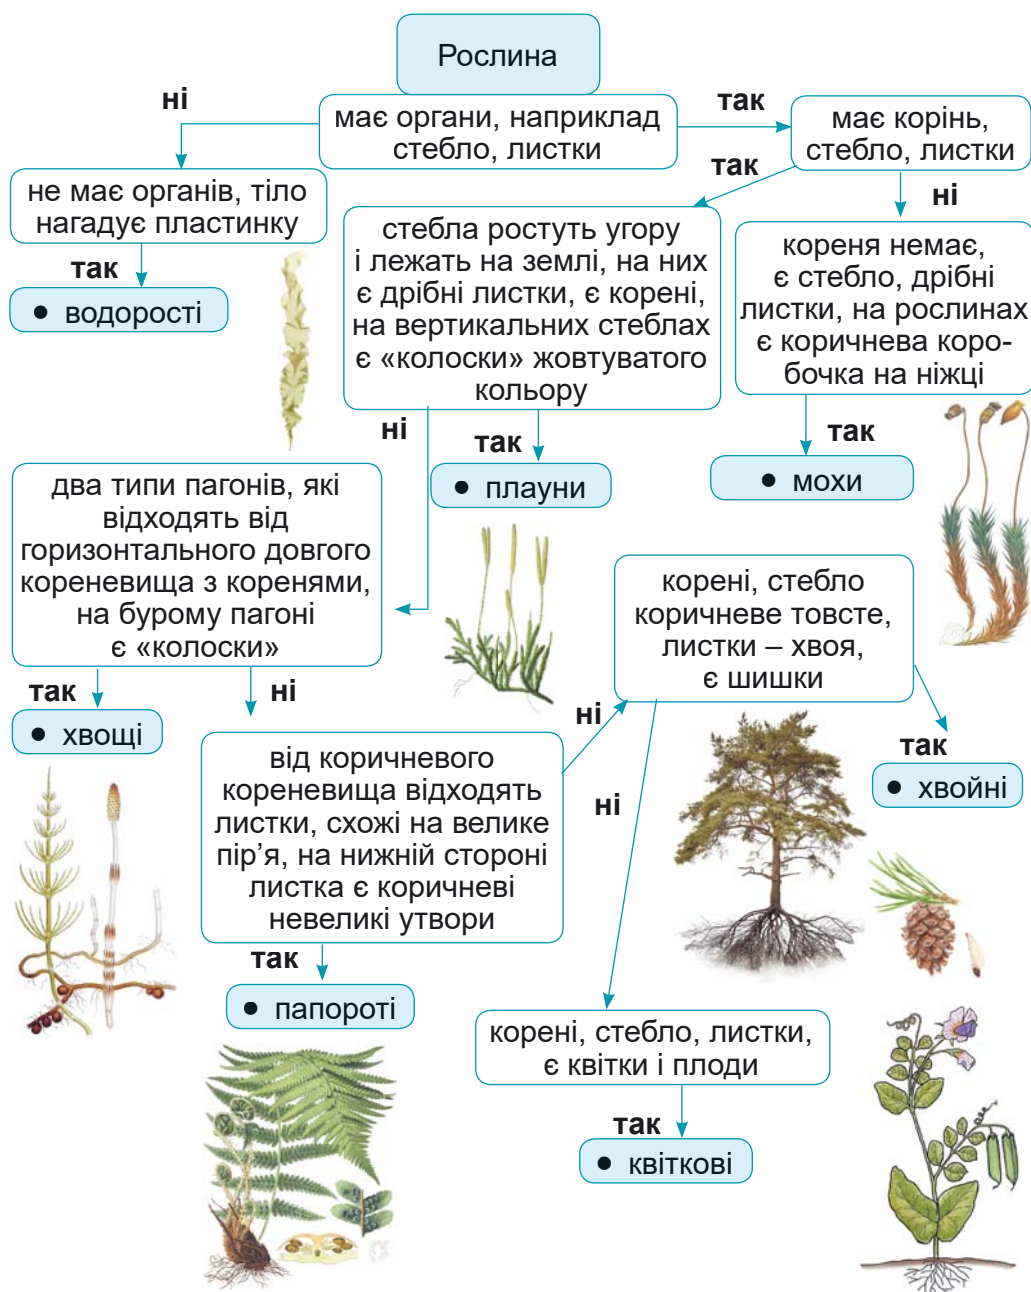 Рослина
ні
має органи, наприклад
стебло, листки
так
має корінь,
стебло, листки
не має органів, тіло
нагадує пластинку
так
• водорості
так
стебла ростуть угору
і лежать на землі, на них
є дрібні листки, є корені,
на вертикальних стеблах
є «колоски» жовтуватого
кольору
ні
кореня немає,
є стебло, дрібні
листки, на рослинах
є коричнева коро-
бочка на ніжці
ні
так
• плауни
так
• мохи
два типи пагонів, які
відходять від
горизонтального довгого
кореневища з коренями,
на бурому пагоні
є «колоски»
так
• хвощі
ні
корені, стебло
коричневе товсте,
листки – хвоя,
є шишки
ні
так
• хвойні
від коричневого
кореневища відходять
листки, схожі на велике
пір’я, на нижній стороні
листка є коричневі
невеликі утвори
ні
так
• папороті
корені, стебло, листки,
є квітки і плоди
так
• квіткові